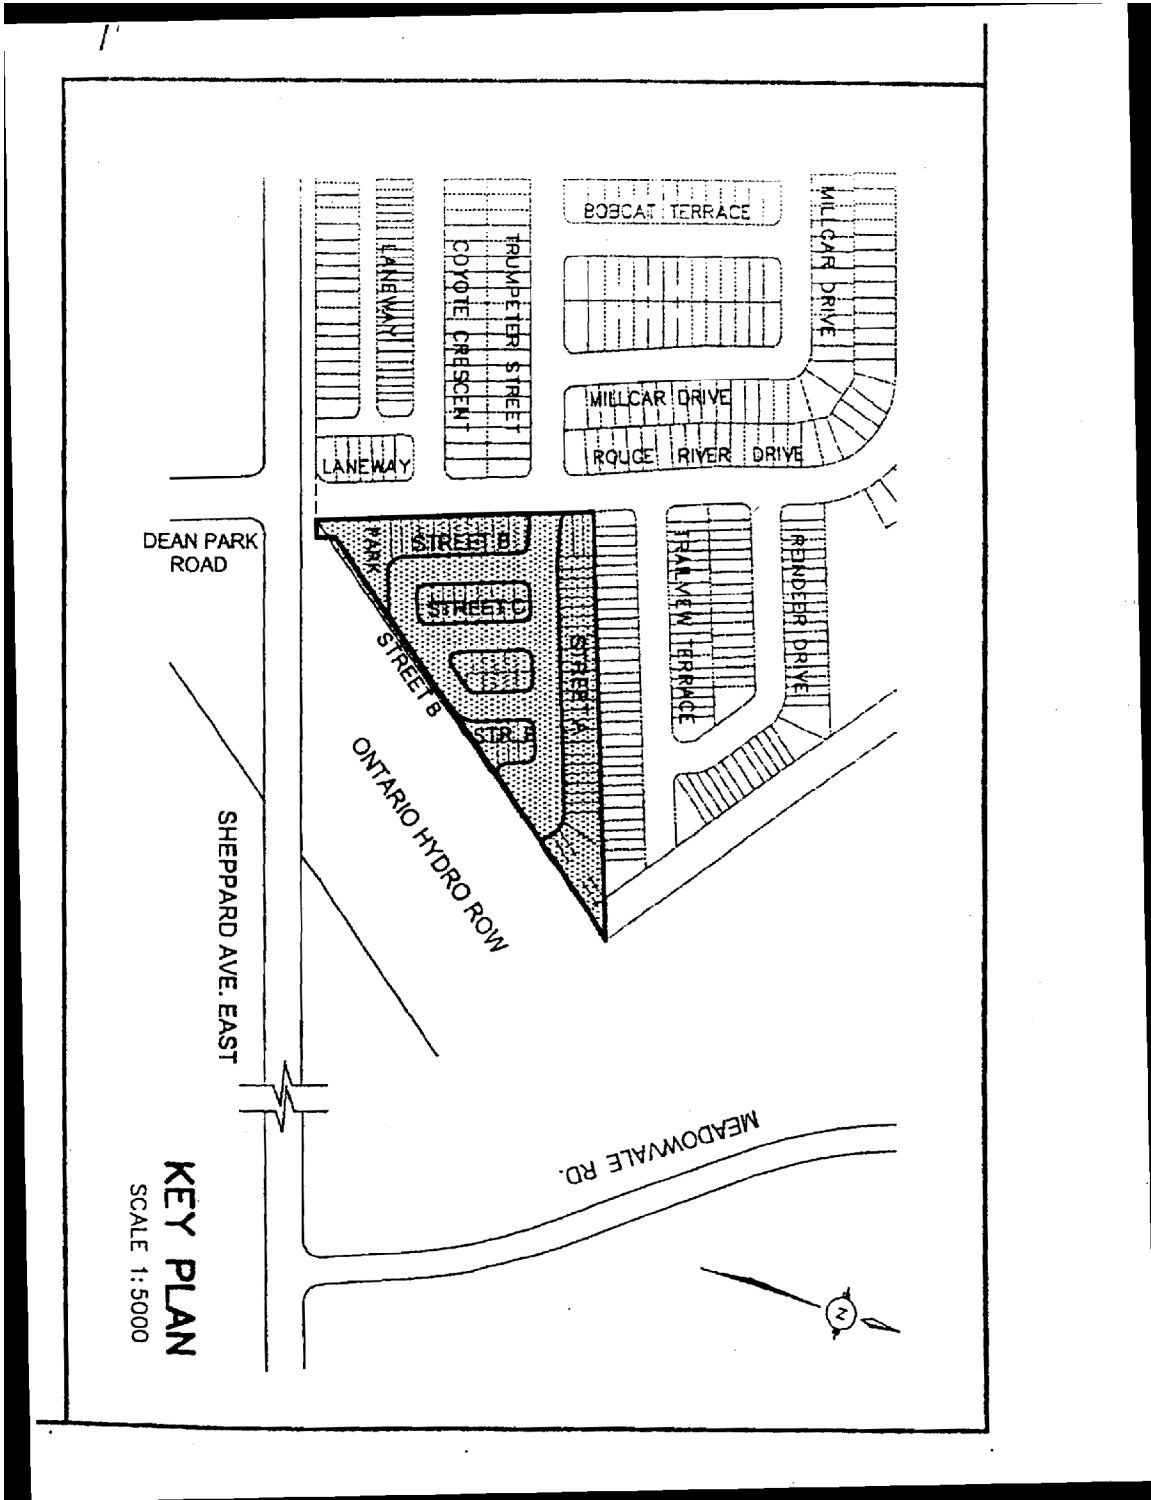 BOBCAT TERRACE
MILLCAR DRIVE
LANEWAY
COYOTE CRESCENT
TRUMPETER STREET
MILLCAR DRIVE
ROUGE RIVER DRIVE
LANEWAY
DEAN PARK
ROAD
PARK
STREET B
STREET C
STREET A
STREET B
STR. E
TRAILVIEW TERRACE
REINDEER DRIVE
ONTARIO HYDRO ROW
SHEPPARD AVE. EAST
MEADOWVALE RD.
KEY PLAN
SCALE 1:5000
N